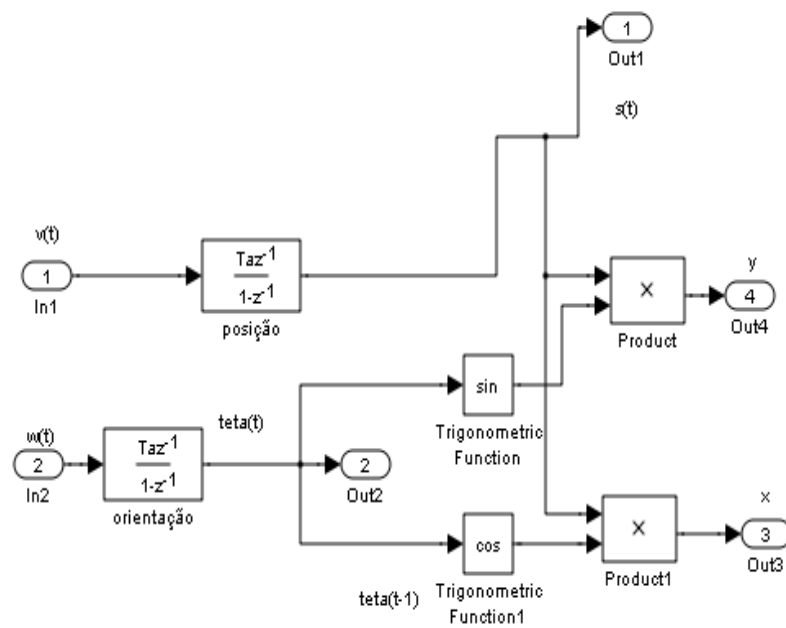 1
Out1
s(t)
v(t)
1
In1
Taz-1
1-z-1
posição
X
Product
y
4
Out4
sin
Trigonometric
Function
teta(t)
w(t)
2
In2
Taz-1
1-z-1
orientação
2
Out2
x
X
Product1
3
Out3
cos
Trigonometric
Function1
teta(t-1)